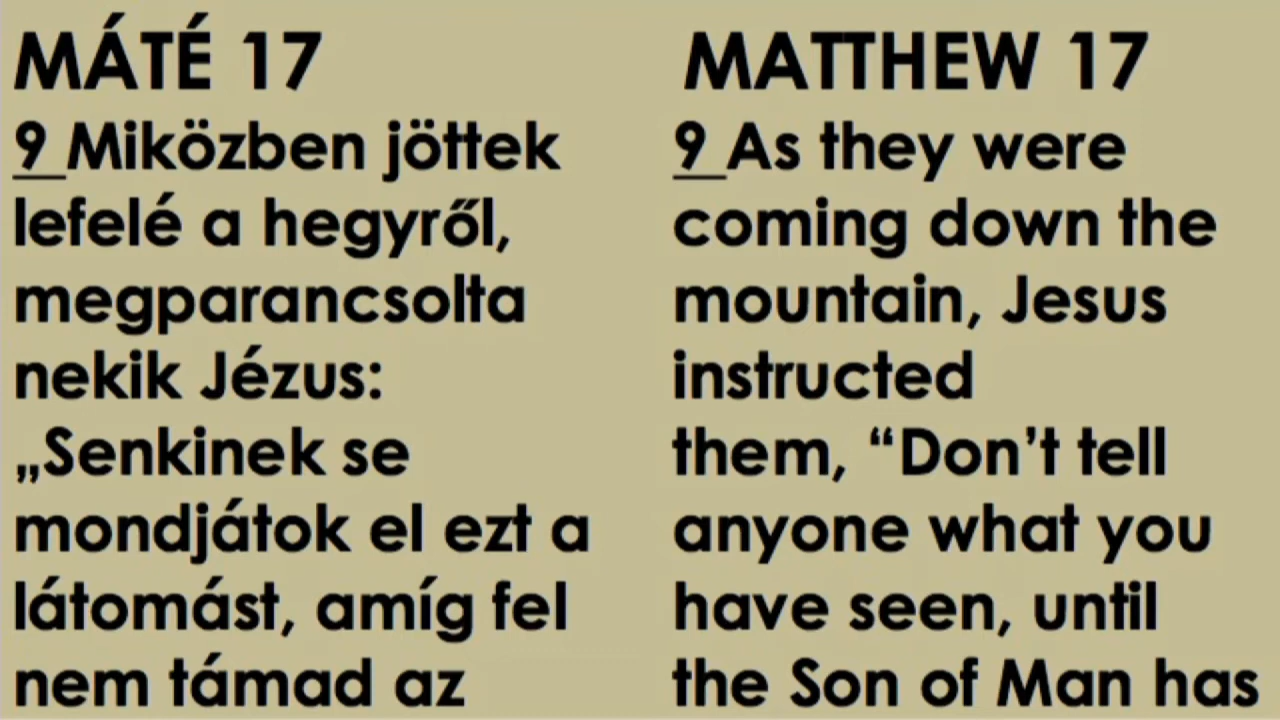 MÁTÉ 17
9 Miközben jöttek
lefelé a hegyről,
megparancsolta
nekik Jézus:
„Senkinek se
mondjátok el ezt a
látomást, amíg fel
nem támad az
MATTHEW 17
9 As they were
coming down the
mountain, Jesus
instructed
them, “Don’t tell
anyone what you
have seen, until
the Son of Man has